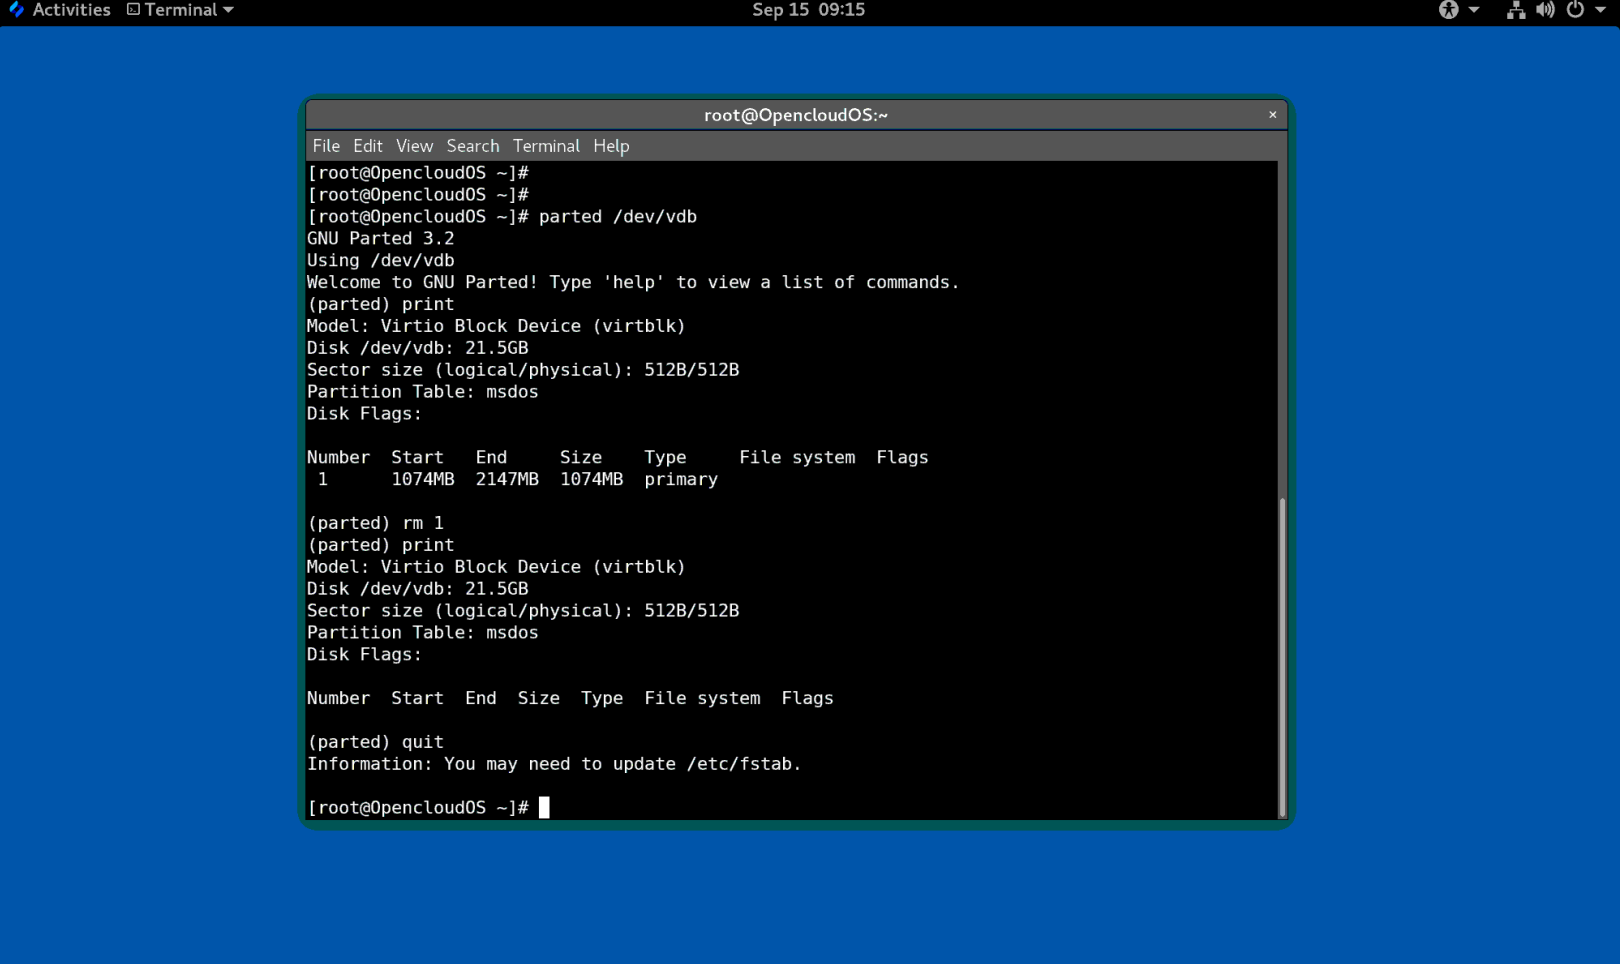 Activities Terminal Sep 15 09:15
root@OpencloudOS:~ ×
File Edit View Search Terminal Help
[root@OpencloudOS ~]#
[root@OpencloudOS ~]#
[root@OpencloudOS ~]# parted /dev/vdb
GNU Parted 3.2
Using /dev/vdb
Welcome to GNU Parted! Type 'help' to view a list of commands.
(parted) print
Model: Virtio Block Device (virtblk)
Disk /dev/vdb: 21.5GB
Sector size (logical/physical): 512B/512B
Partition Table: msdos
Disk Flags:
Number  Start   End     Size    Type     File system  Flags
 1      1074MB  2147MB  1074MB  primary
(parted) rm 1
(parted) print
Model: Virtio Block Device (virtblk)
Disk /dev/vdb: 21.5GB
Sector size (logical/physical): 512B/512B
Partition Table: msdos
Disk Flags:
Number  Start  End  Size  Type  File system  Flags
(parted) quit
Information: You may need to update /etc/fstab.
[root@OpencloudOS ~]#